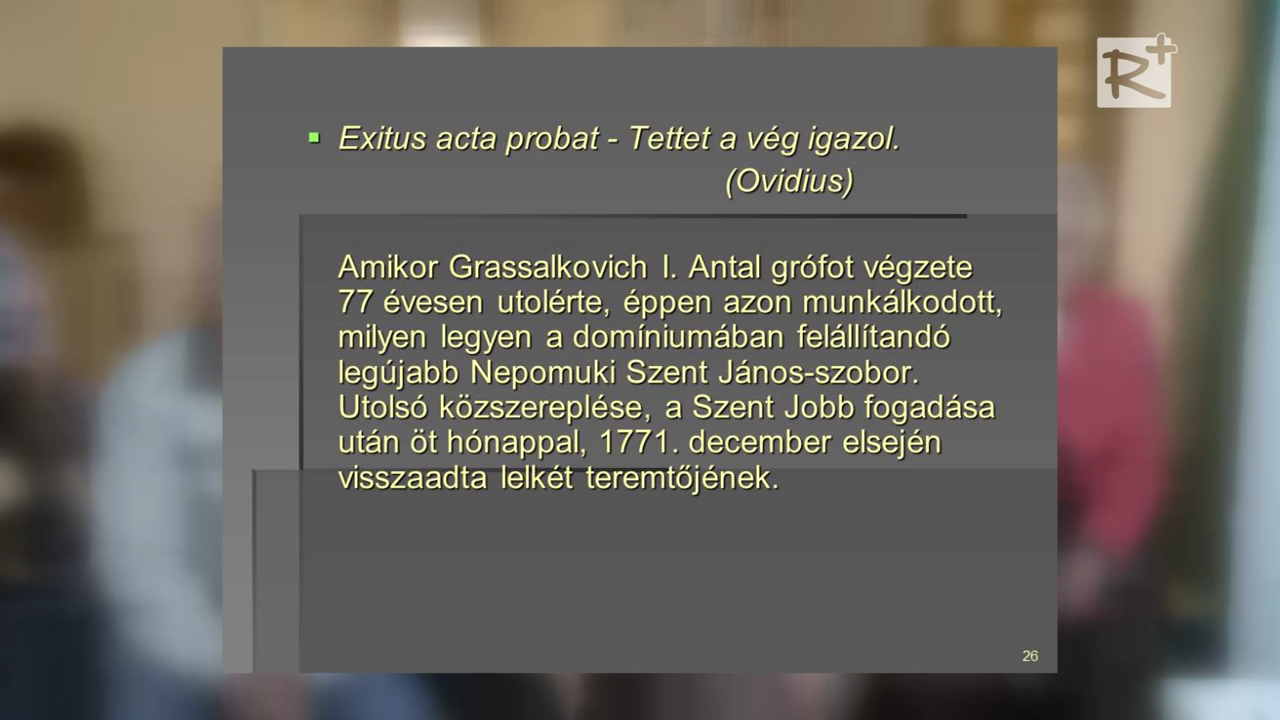 R+
Exitus acta probat - Tettet a vég igazol.
(Ovidius)
Amikor Grassalkovich I. Antal grófot végzete
77 évesen utolérte, éppen azon munkálkodott,
milyen legyen a domíniumában felállítandó
legújabb Nepomuki Szent János-szobor.
Utolsó közszereplése, a Szent Jobb fogadása
után öt hónappal, 1771. december elsején
visszaadta lelkét teremtőjének.
26